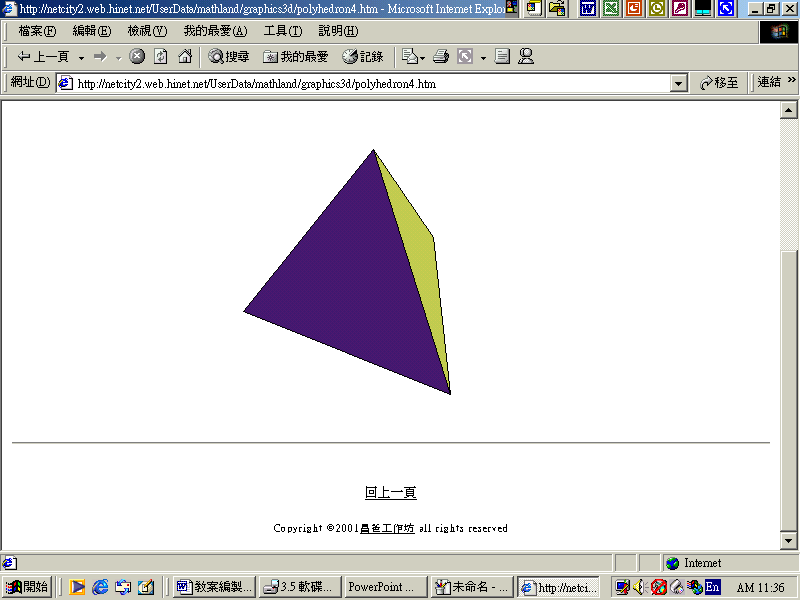 http://netcity2.web.hinet.net/UserData/mathland/graphics3d/polyhedron4.htm - Microsoft Internet Explo
檔案(F) 編輯(E) 檢視(V) 我的最愛(A) 工具(T) 說明(H)
上一頁 搜尋 我的最愛 記錄
網址(D) http://netcity2.web.hinet.net/UserData/mathland/graphics3d/polyhedron4.htm 移至 連結 »
回上一頁
Copyright ©2001昌爸工作坊 all rights reserved
Internet
開始 教案編製... 3.5 軟碟... PowerPoint ... 未命名 - ... http://netci... En AM 11:36